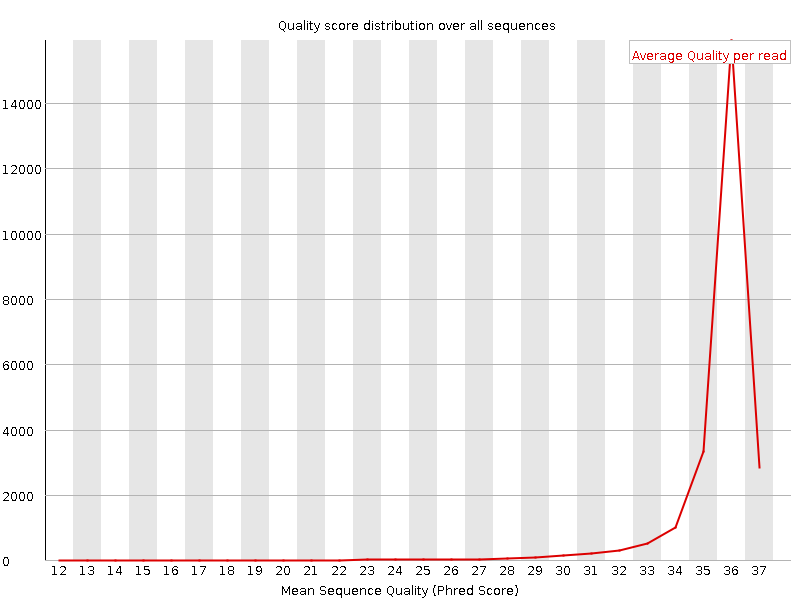 Quality score distribution over all sequences
Average Quality per read
14000
12000
10000
8000
6000
4000
2000
0
12 13 14 15 16 17 18 19 20 21 22 23 24 25 26 27 28 29 30 31 32 33 34 35 36 37
Mean Sequence Quality (Phred Score)